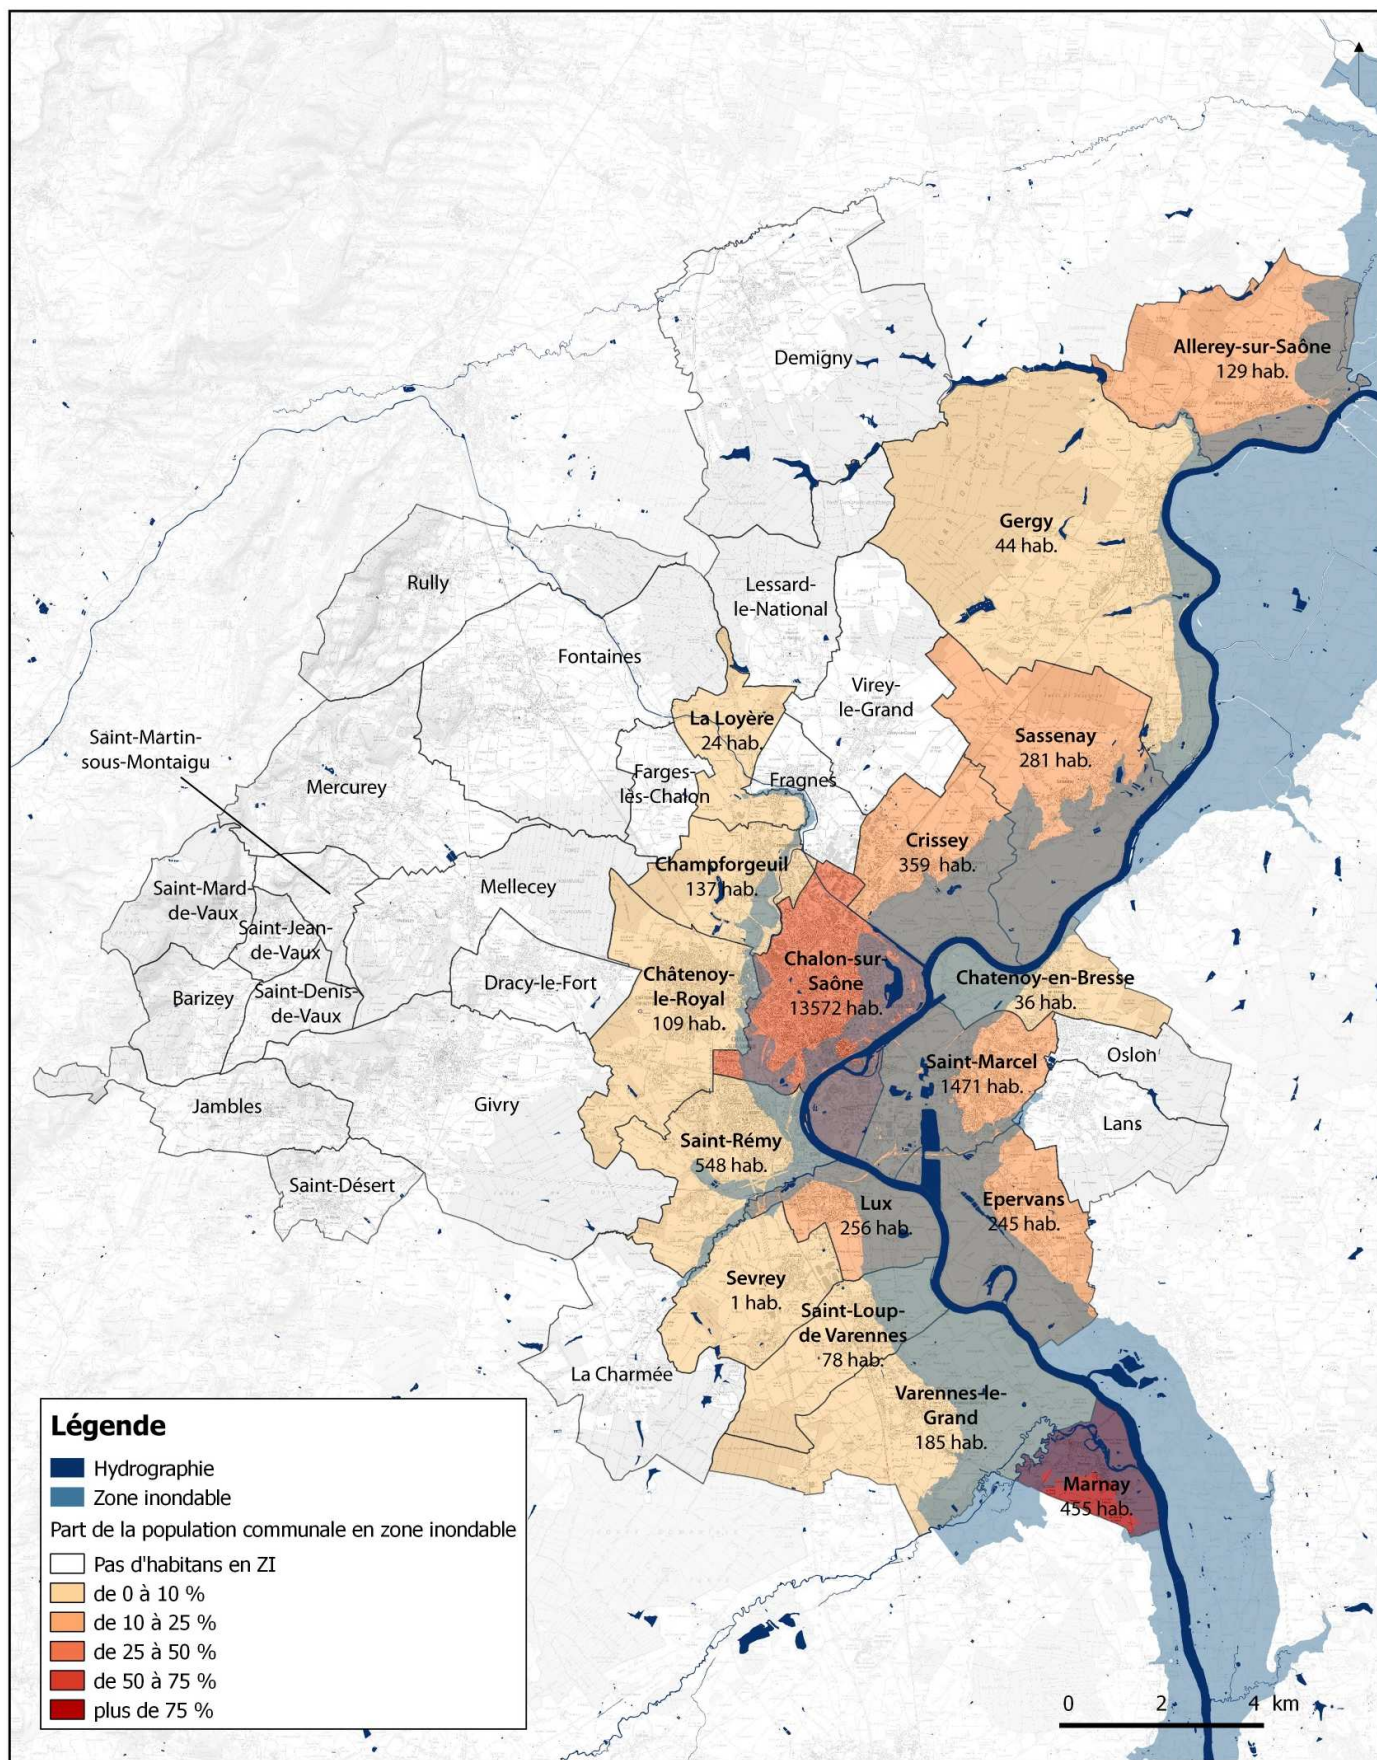 Demigny
Allerey-sur-Saône
129 hab.
Gergy
44 hab.
Rully
Lessard-
le-National
Fontaines
Virey-
le-Grand
La Loyère
24 hab.
Sassenay
281 hab.
Saint-Martin-
sous-Montaigu
Mercurey
Farges-
lès-Chalon
Fragnes
Crissey
359 hab.
Champforgeuil
137 hab.
Mellecey
Saint-Mard-
de-Vaux
Saint-Jean-
de-Vaux
Barizey
Saint-Denis-
de-Vaux
Dracy-le-Fort
Châtenoy-
le-Royal
109 hab.
Chalon-sur-
Saône
13572 hab.
Chatenoy-en-Bresse
36 hab.
Saint-Marcel
1471 hab.
Oslon
Lans
Jambles
Givry
Saint-Rémy
548 hab.
Saint-Désert
Lux
256 hab.
Epervans
245 hab.
Sevrey
1 hab.
Saint-Loup-
de Varennes
78 hab.
La Charmée
Varennes-le-
Grand
185 hab.
Marnay
455 hab.
Légende
Hydrographie
Zone inondable
Part de la population communale en zone inondable
Pas d'habitans en ZI
de 0 à 10 %
de 10 à 25 %
de 25 à 50 %
de 50 à 75 %
plus de 75 %
0 2 4 km